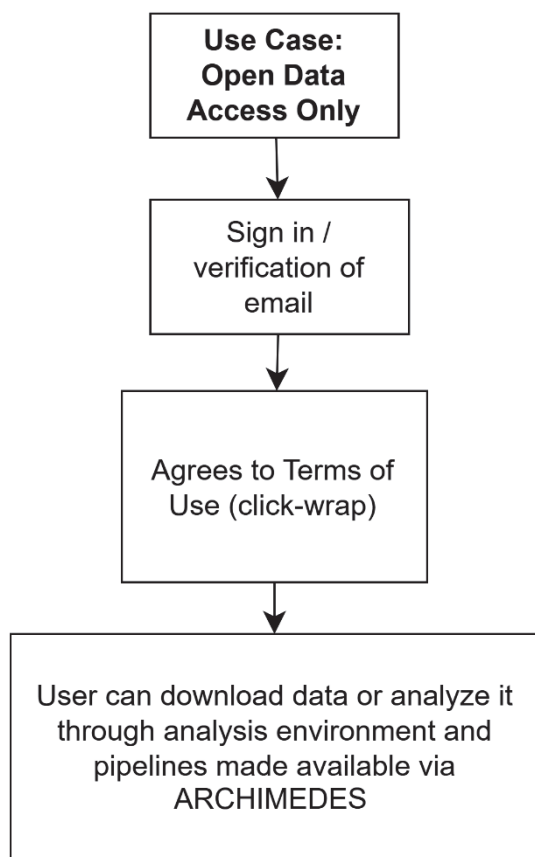 Use Case:
Open Data
Access Only
Sign in /
verification of
email
Agrees to Terms of
Use (click-wrap)
User can download data or analyze it
through analysis environment and
pipelines made available via
ARCHIMEDES